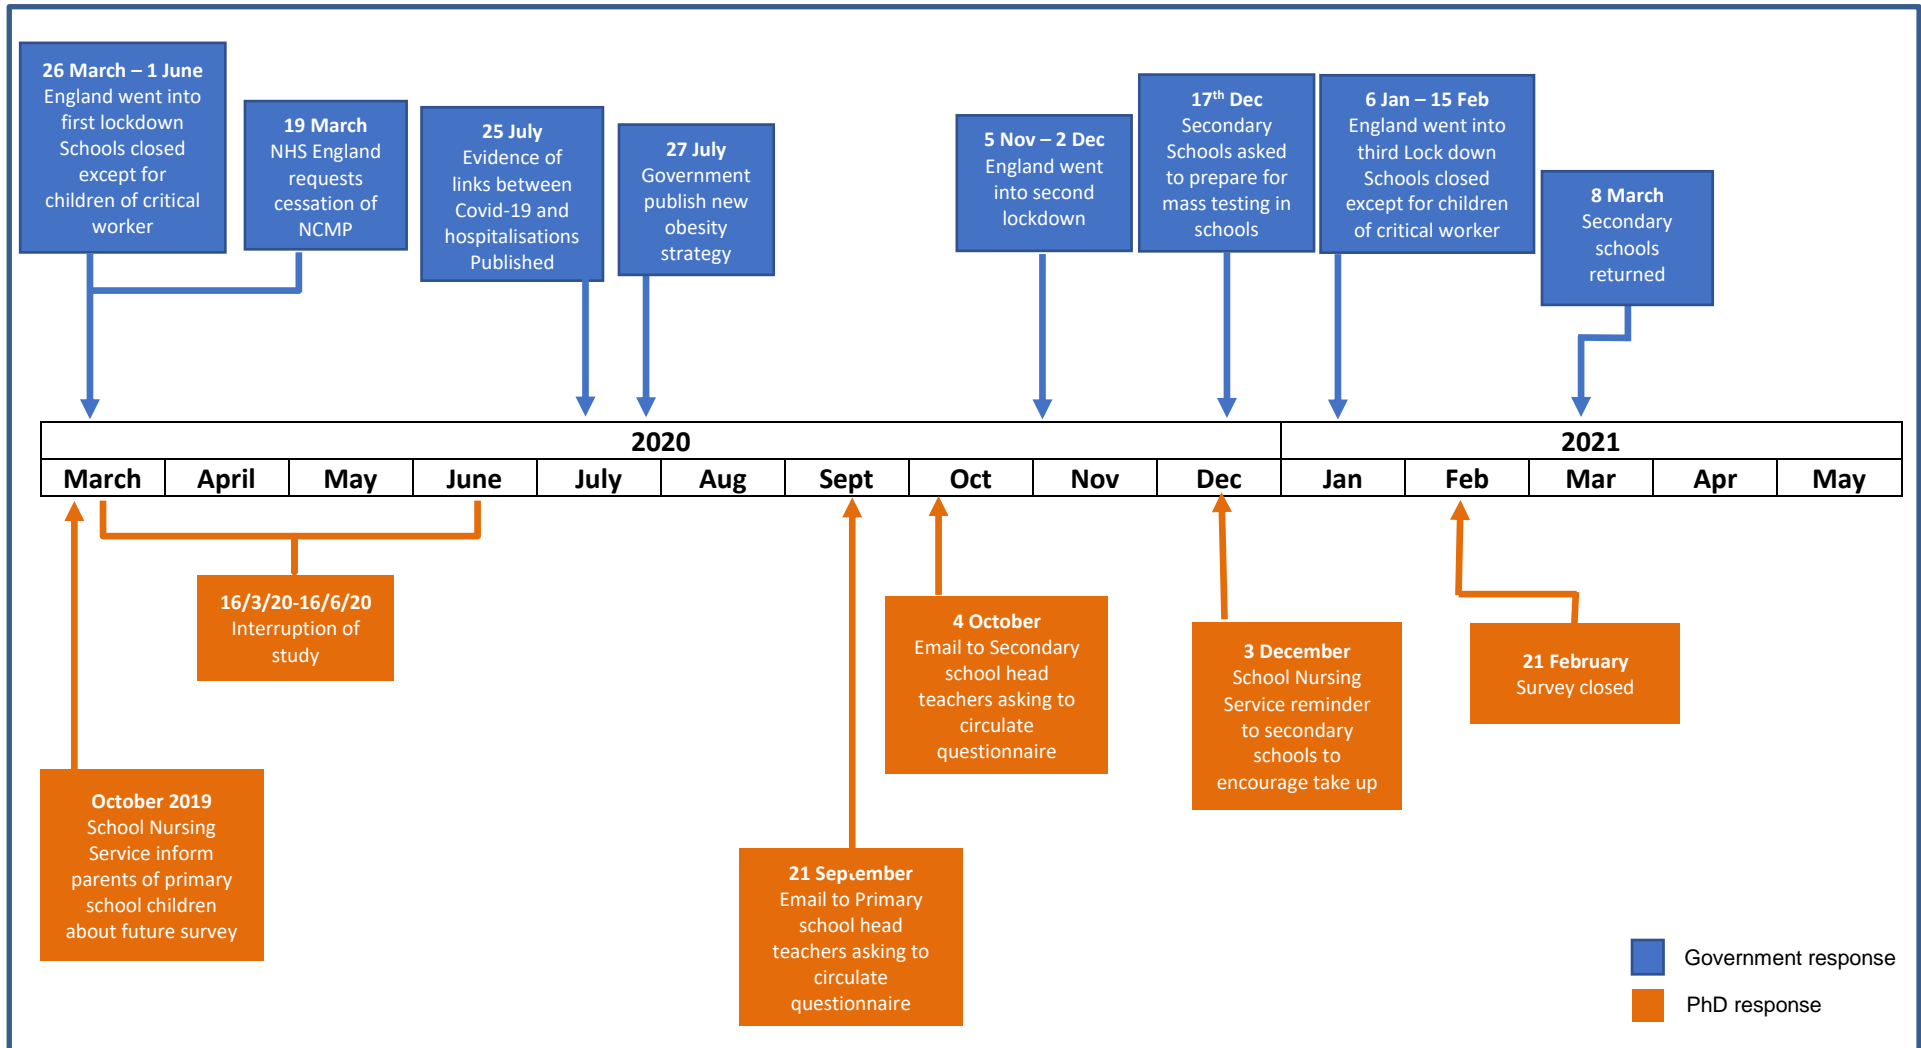 26 March – 1 June
England went into
first lockdown
Schools closed
except for
children of critical
worker
19 March
NHS England
requests
cessation of
NCMP
25 July
Evidence of
links between
Covid-19 and
hospitalisations
Published
27 July
Government
publish new
obesity
strategy
5 Nov – 2 Dec
England went
into second
lockdown
17th Dec
Secondary
Schools asked
to prepare for
mass testing in
schools
6 Jan – 15 Feb
England went into
third Lock down
Schools closed
except for children
of critical worker
8 March
Secondary
schools
returned
2020 2021
March April May June July Aug Sept Oct Nov Dec Jan Feb Mar Apr May
16/3/20-16/6/20
Interruption of
study
October 2019
School Nursing
Service inform
parents of primary
school children
about future survey
21 September
Email to Primary
school head
teachers asking to
circulate
questionnaire
4 October
Email to Secondary
school head
teachers asking to
circulate
questionnaire
3 December
School Nursing
Service reminder
to secondary
schools to
encourage take up
21 February
Survey closed
Government response
PhD response